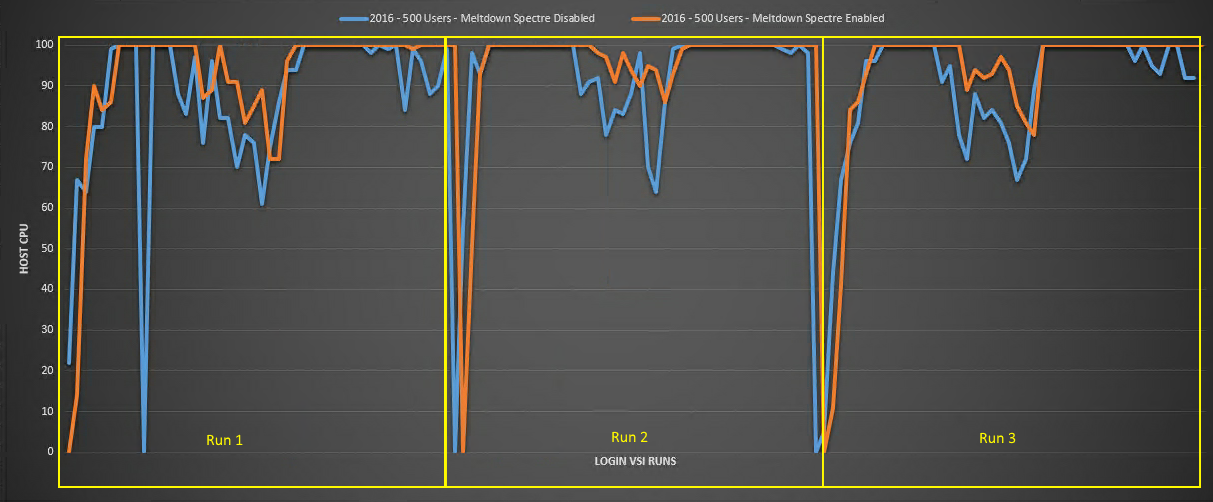 2016 - 500 Users - Meltdown Spectre Disabled 2016 - 500 Users - Meltdown Spectre Enabled
100
90
80
70
60
50
40
30
20
10
0
HOST CPU
Run 1 Run 2 Run 3
LOGIN VSI RUNS